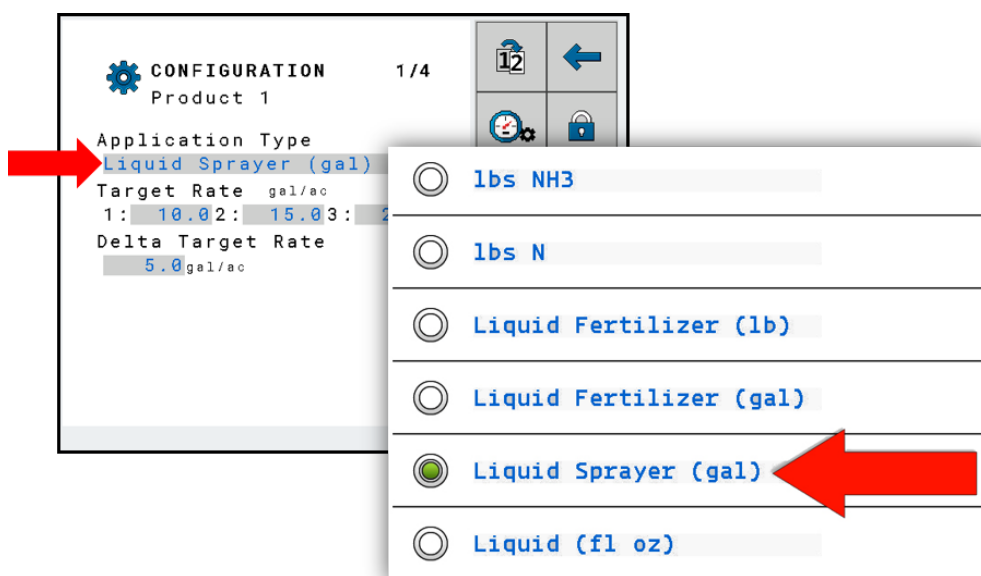 CONFIGURATION 1/4
Product 1
Application Type
Liquid Sprayer (gal)
Target Rate gal/ac
1: 10.0 2: 15.0 3:
Delta Target Rate
5.0 gal/ac
12
lbs NH3
lbs N
Liquid Fertilizer (lb)
Liquid Fertilizer (gal)
Liquid Sprayer (gal)
Liquid (fl oz)